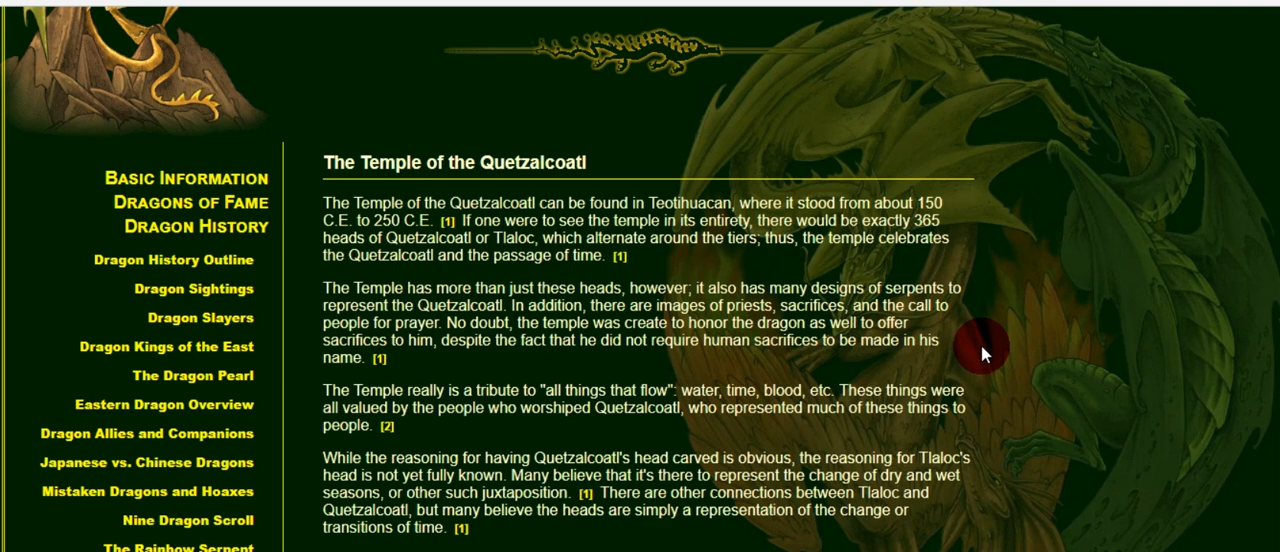 BASIC INFORMATION
DRAGONS OF FAME
DRAGON HISTORY
Dragon History Outline
Dragon Sightings
Dragon Slayers
Dragon Kings of the East
The Dragon Pearl
Eastern Dragon Overview
Dragon Allies and Companions
Japanese vs. Chinese Dragons
Mistaken Dragons and Hoaxes
Nine Dragon Scroll
The Rainbow Serpent
The Temple of the Quetzalcoatl
The Temple of the Quetzalcoatl can be found in Teotihuacan, where it stood from about 150
C.E. to 250 C.E. [1] If one were to see the temple in its entirety, there would be exactly 365
heads of Quetzalcoatl or Tlaloc, which alternate around the tiers; thus, the temple celebrates
the Quetzalcoatl and the passage of time. [1]
The Temple has more than just these heads, however; it also has many designs of serpents to
represent the Quetzalcoatl. In addition, there are images of priests, sacrifices, and the call to
people for prayer. No doubt, the temple was create to honor the dragon as well to offer
sacrifices to him, despite the fact that he did not require human sacrifices to be made in his
name. [1]
The Temple really is a tribute to "all things that flow": water, time, blood, etc. These things were
all valued by the people who worshiped Quetzalcoatl, who represented much of these things to
people. [2]
While the reasoning for having Quetzalcoatl's head carved is obvious, the reasoning for Tlaloc's
head is not yet fully known. Many believe that it's there to represent the change of dry and wet
seasons, or other such juxtaposition. [1] There are other connections between Tlaloc and
Quetzalcoatl, but many believe the heads are simply a representation of the change or
transitions of time. [1]